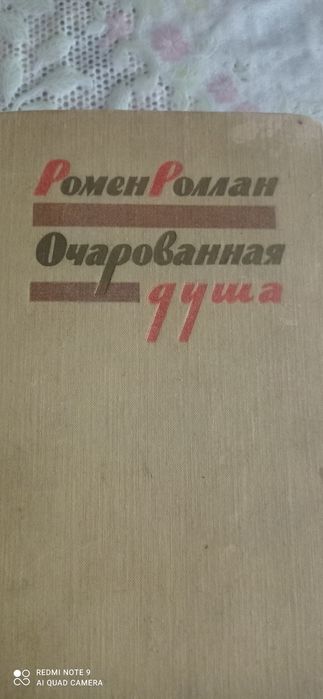 Ромен Роллан
Очарованная
душа
REDMI NOTE 9
AI QUAD CAMERA